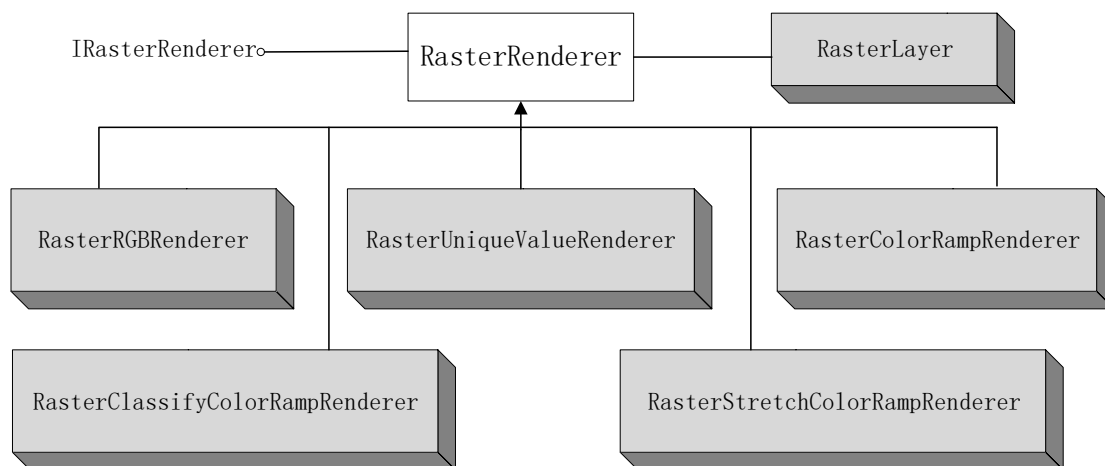 IRasterRenderer
RasterRenderer
RasterLayer
RasterRGBRenderer
RasterUniqueValueRenderer
RasterColorRampRenderer
RasterClassifyColorRampRenderer
RasterStretchColorRampRenderer